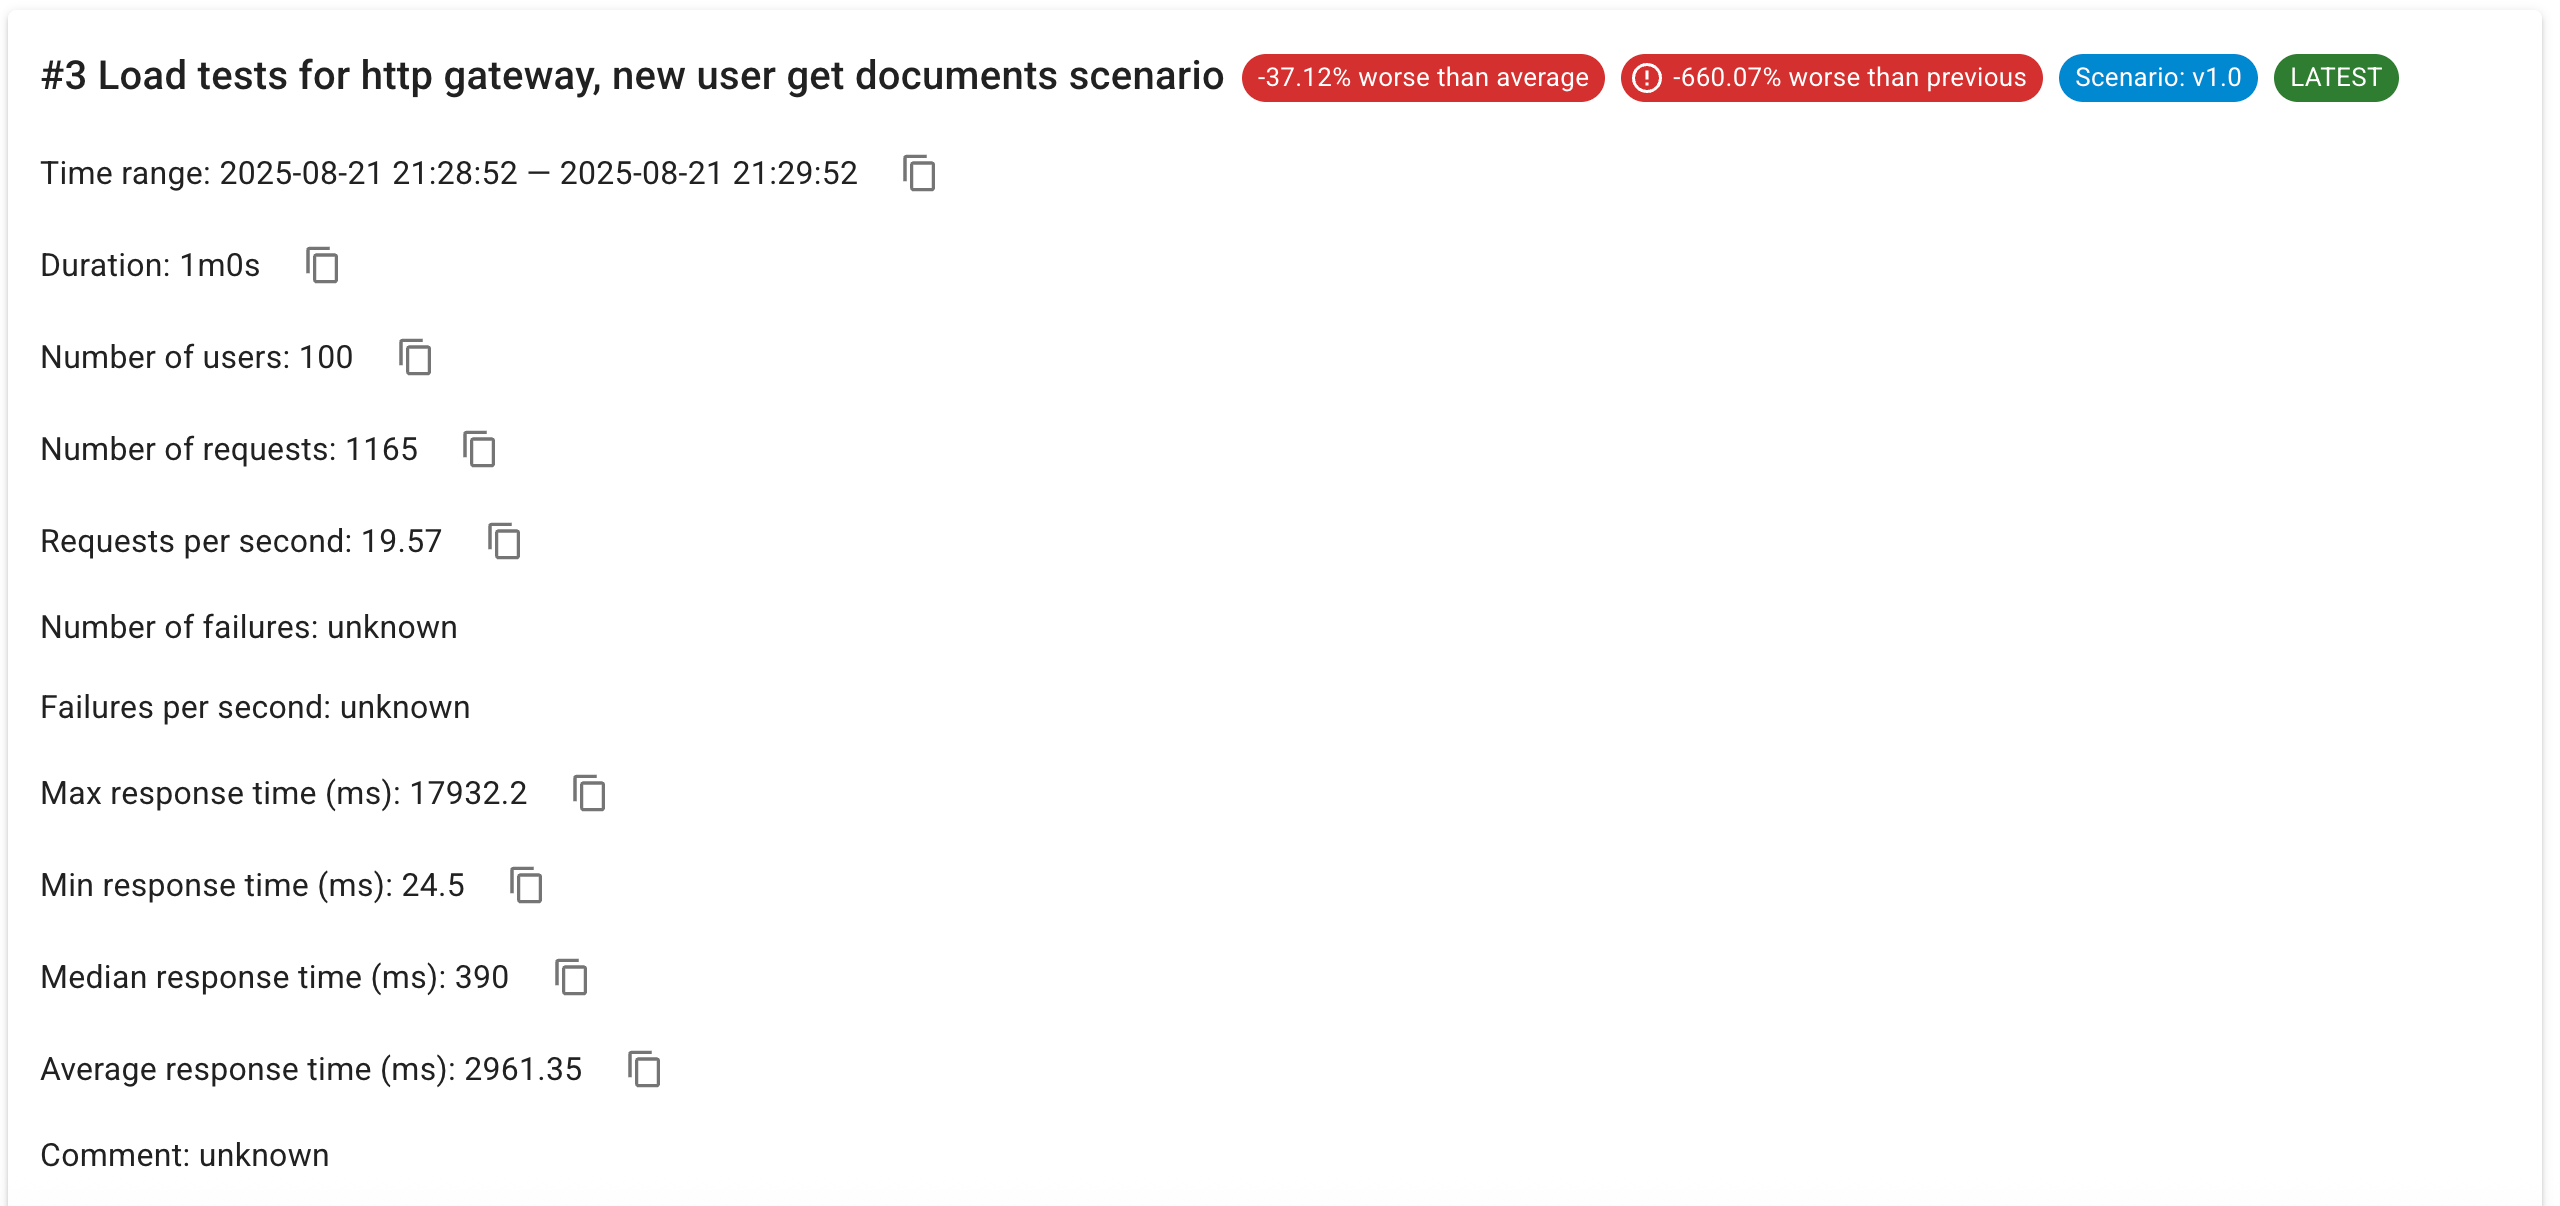 #3 Load tests for http gateway, new user get documents scenario -37.12% worse than average -660.07% worse than previous Scenario: v1.0 LATEST
Time range: 2025-08-21 21:28:52 — 2025-08-21 21:29:52
Duration: 1m0s
Number of users: 100
Number of requests: 1165
Requests per second: 19.57
Number of failures: unknown
Failures per second: unknown
Max response time (ms): 17932.2
Min response time (ms): 24.5
Median response time (ms): 390
Average response time (ms): 2961.35
Comment: unknown